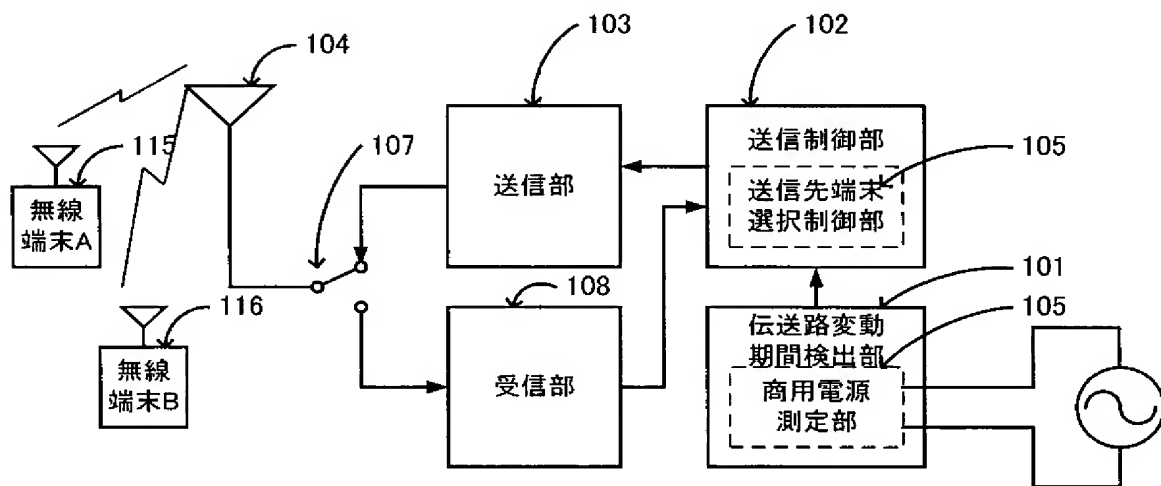 104
103
102
115
107
105
送信制御部
送信部
送信先端末
選択制御部
無線
端末A
101
108
105
116
伝送路変動
期間検出部
無線
端末B
受信部
商用電源
測定部